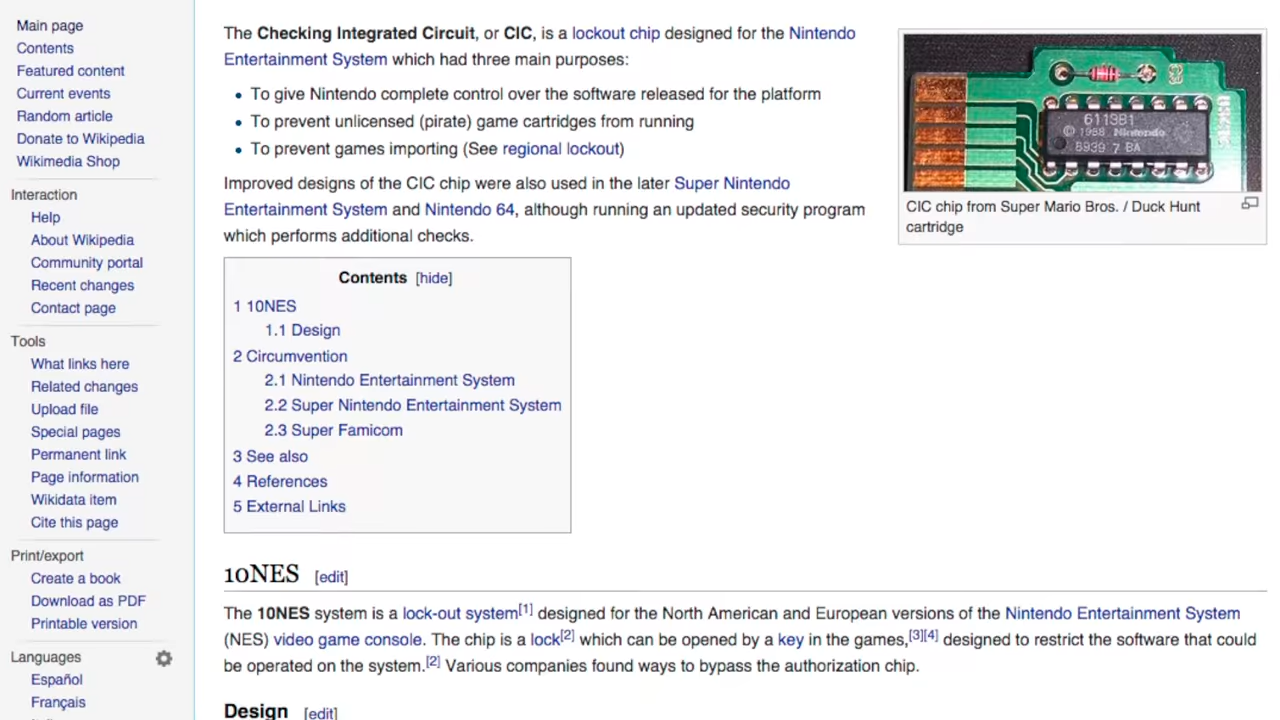 Main page
Contents
Featured content
Current events
Random article
Donate to Wikipedia
Wikimedia Shop
Interaction
Help
About Wikipedia
Community portal
Recent changes
Contact page
Tools
What links here
Related changes
Upload file
Special pages
Permanent link
Page information
Wikidata item
Cite this page
Print/export
Create a book
Download as PDF
Printable version
Languages
Español
Français
The Checking Integrated Circuit, or CIC, is a lockout chip designed for the Nintendo
Entertainment System which had three main purposes:
• To give Nintendo complete control over the software released for the platform
• To prevent unlicensed (pirate) game cartridges from running
• To prevent games importing (See regional lockout)
Improved designs of the CIC chip were also used in the later Super Nintendo
Entertainment System and Nintendo 64, although running an updated security program
which performs additional checks.
6119B1
© 1988 Nintendo
8939 7 BA
CIC chip from Super Mario Bros. / Duck Hunt
cartridge
Contents [hide]
1 10NES
1.1 Design
2 Circumvention
2.1 Nintendo Entertainment System
2.2 Super Nintendo Entertainment System
2.3 Super Famicom
3 See also
4 References
5 External Links
10NES [edit]
The 10NES system is a lock-out system[1] designed for the North American and European versions of the Nintendo Entertainment System
(NES) video game console. The chip is a lock[2] which can be opened by a key in the games,[3][4] designed to restrict the software that could
be operated on the system.[2] Various companies found ways to bypass the authorization chip.
Design [edit]